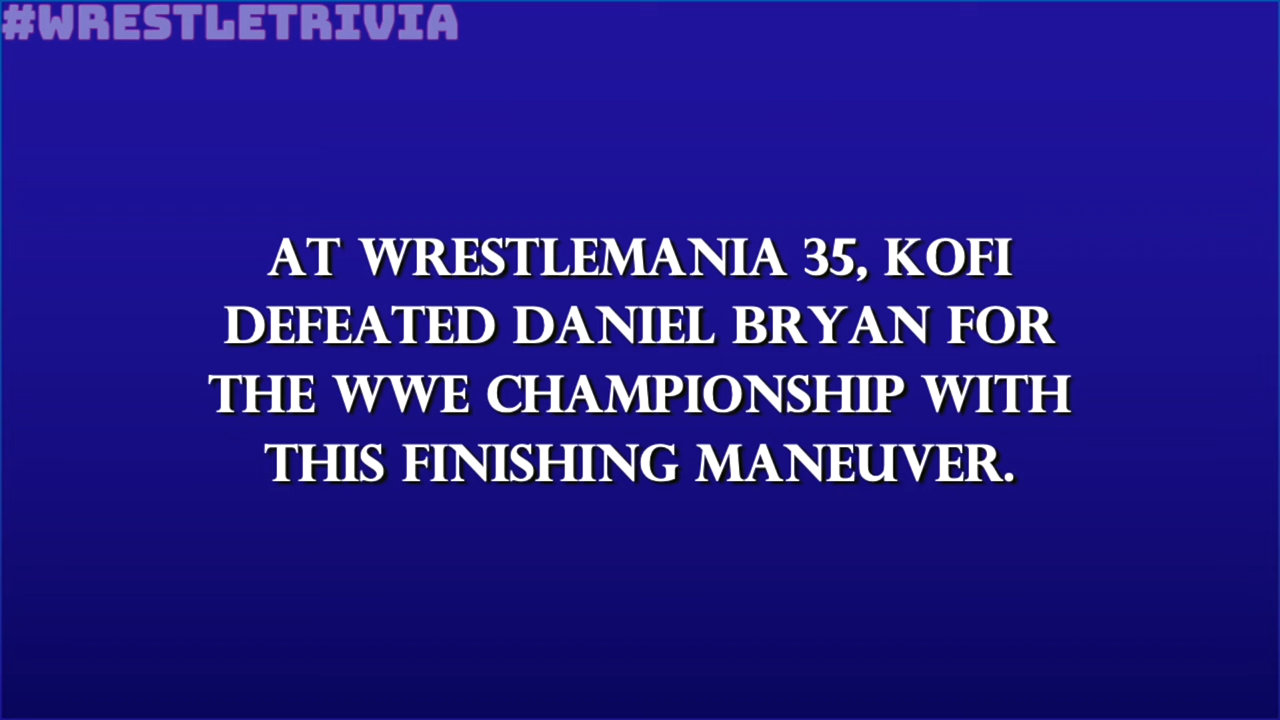 #WRESTLETRIVIA
AT WRESTLEMANIA 35, KOFI
DEFEATED DANIEL BRYAN FOR
THE WWE CHAMPIONSHIP WITH
THIS FINISHING MANEUVER.